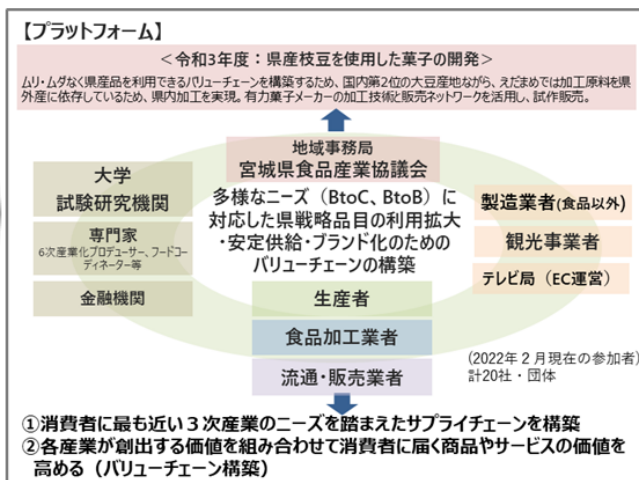 【プラットフォーム】
＜令和3年度：県産枝豆を使用した菓子の開発＞
ムリ・ムダなく県産品を利用できるバリューチェーンを構築するため、国内第2位の大豆産地ながら、えだまめでは加工原料を県
外産に依存しているため、県内加工を実現。有力菓子メーカーの加工技術と販売ネットワークを活用し、試作販売。
地域事務局
宮城県食品産業協議会
多様なニーズ（BtoC、BtoB）に
対応した県戦略品目の利用拡大
・安定供給・ブランド化のための
バリューチェーンの構築
大学
試験研究機関
専門家
6次産業化プロデューサー、フードコー
ディネーター等
金融機関
製造業者(食品以外)
観光事業者
テレビ局（EC運営）
生産者
食品加工業者
流通・販売業者
(2022年２月現在の参加者)
計20社・団体
①消費者に最も近い３次産業のニーズを踏まえたサプライチェーンを構築
②各産業が創出する価値を組み合わせて消費者に届く商品やサービスの価値を
高める（バリューチェーン構築）